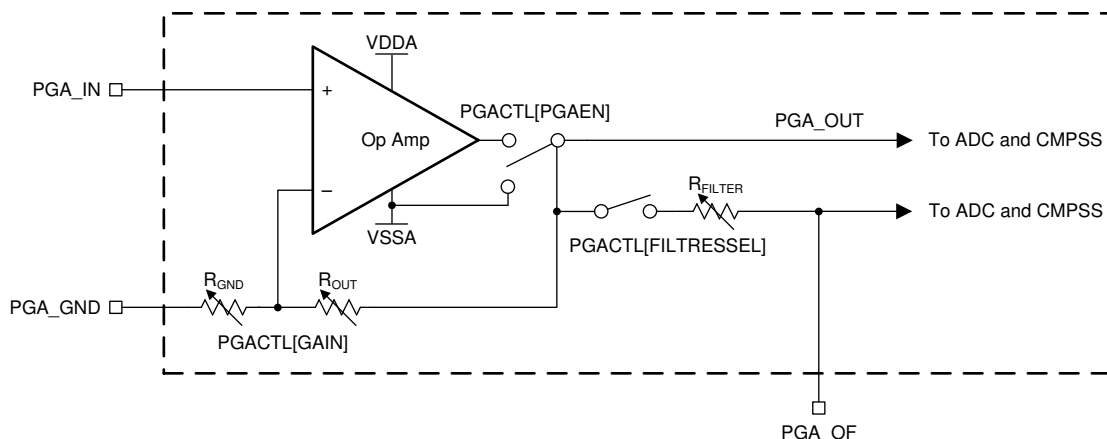 VDDA
PGA_IN
+
PGACTL[PGAEN]
Op Amp
PGA_OUT
To ADC and CMPSS
−
RFILTER
To ADC and CMPSS
VSSA
PGACTL[FILTRESSEL]
RGND
ROUT
PGA_GND
PGACTL[GAIN]
PGA_OF